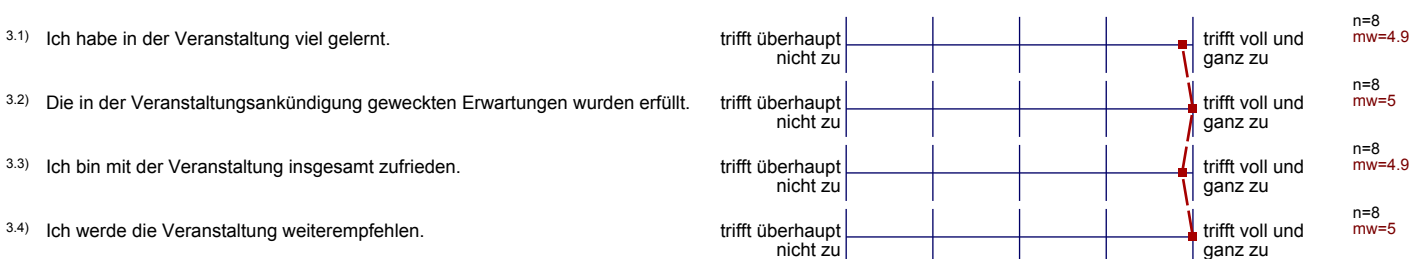 3.1) Ich habe in der Veranstaltung viel gelernt. trifft überhaupt nicht zu trifft voll und ganz zu n=8 mw=4.9
3.2) Die in der Veranstaltungsankündigung geweckten Erwartungen wurden erfüllt. trifft überhaupt nicht zu trifft voll und ganz zu n=8 mw=5
3.3) Ich bin mit der Veranstaltung insgesamt zufrieden. trifft überhaupt nicht zu trifft voll und ganz zu n=8 mw=4.9
3.4) Ich werde die Veranstaltung weiterempfehlen. trifft überhaupt nicht zu trifft voll und ganz zu n=8 mw=5